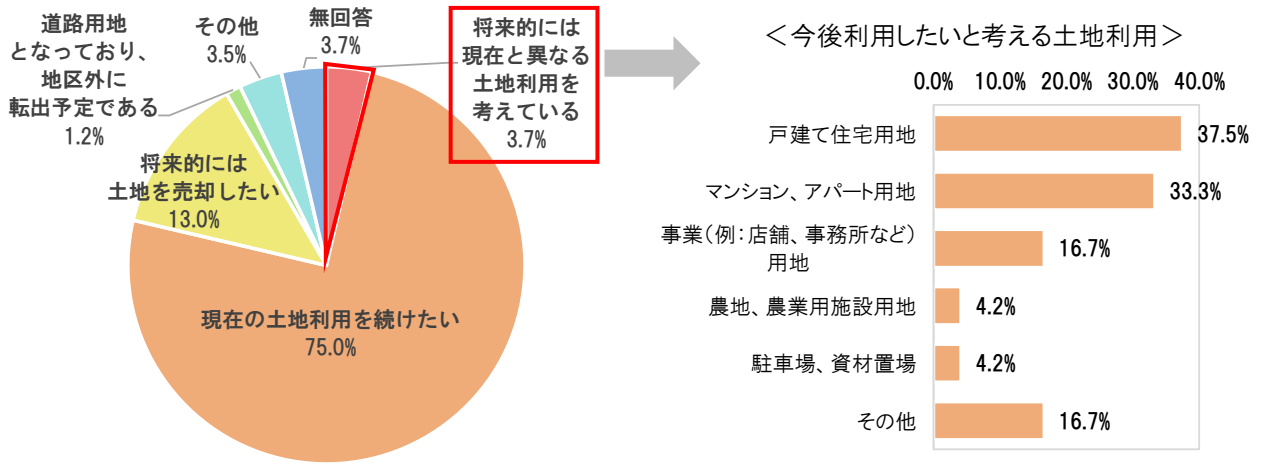 道路用地
となっており、
地区外に
転出予定である
1.2%
その他
3.5%
無回答
3.7%
将来的には
現在と異なる
土地利用を
考えている
3.7%
将来的には
土地を売却したい
13.0%
現在の土地利用を続けたい
75.0%
＜今後利用したいと考える土地利用＞
0.0% 10.0% 20.0% 30.0% 40.0%
戸建て住宅用地 37.5%
マンション、アパート用地 33.3%
事業（例：店舗、事務所など）
用地 16.7%
農地、農業用施設用地 4.2%
駐車場、資材置場 4.2%
その他 16.7%